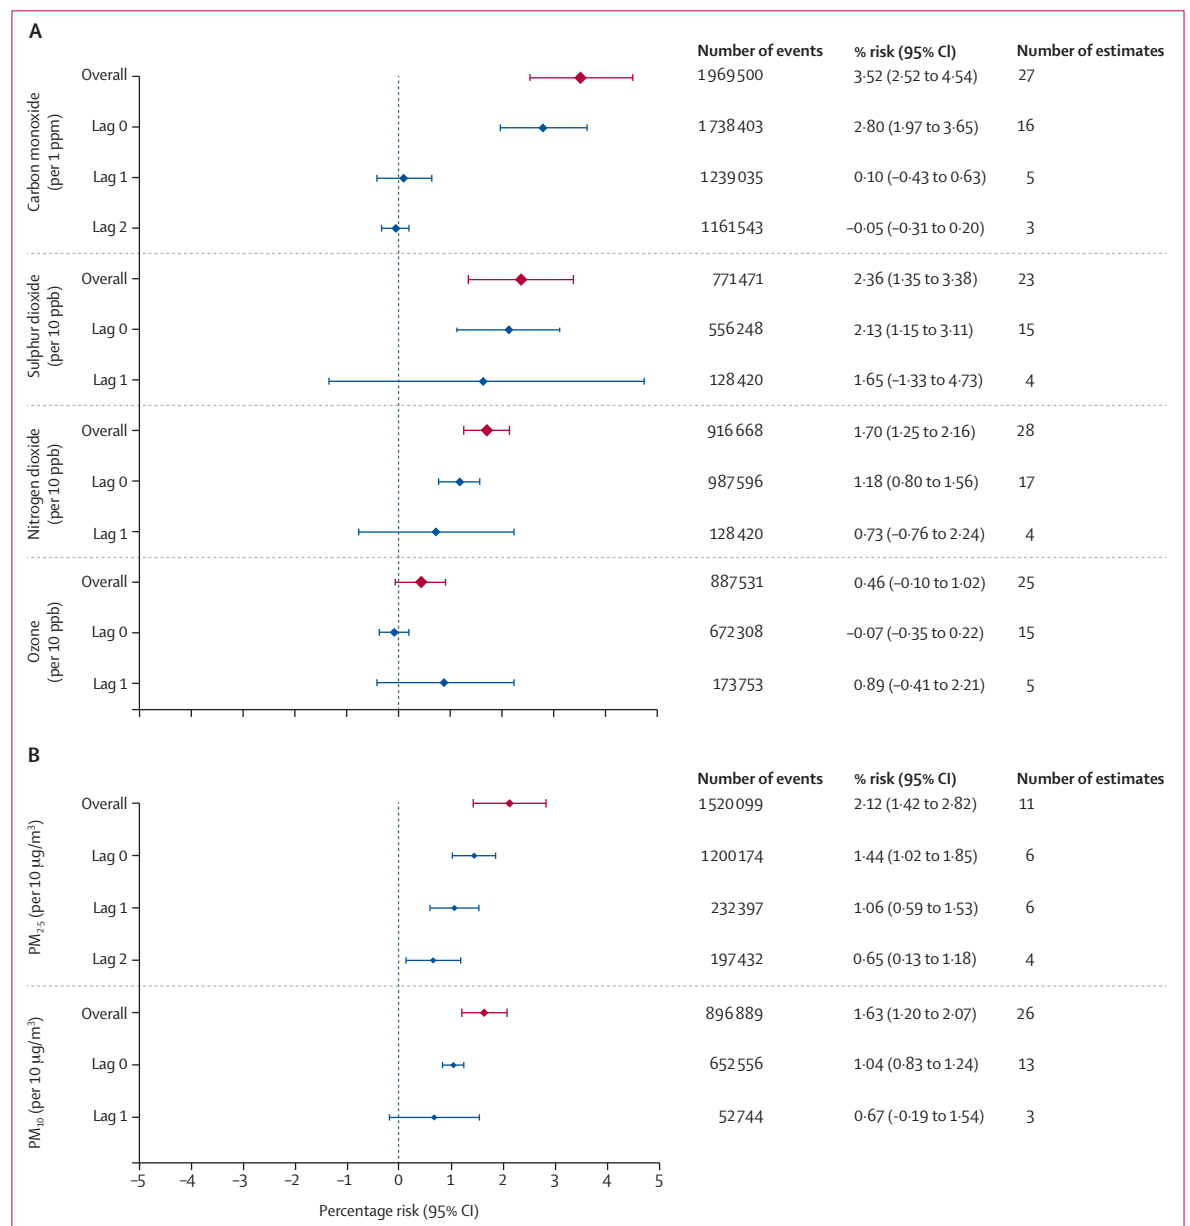 A
Number of events % risk (95% CI) Number of estimates
Carbon monoxide
(per 1 ppm)
Overall 1969500 3·52 (2·52 to 4·54) 27
Lag 0 1738403 2·80 (1·97 to 3·65) 16
Lag 1 1239035 0·10 (–0·43 to 0·63) 5
Lag 2 1161543 –0·05 (–0·31 to 0·20) 3
Sulphur dioxide
(per 10 ppb)
Overall 771471 2·36 (1·35 to 3·38) 23
Lag 0 556248 2·13 (1·15 to 3·11) 15
Lag 1 128420 1·65 (–1·33 to 4·73) 4
Nitrogen dioxide
(per 10 ppb)
Overall 916668 1·70 (1·25 to 2·16) 28
Lag 0 987596 1·18 (0·80 to 1·56) 17
Lag 1 128420 0·73 (–0·76 to 2·24) 4
Ozone
(per 10 ppb)
Overall 887531 0·46 (–0·10 to 1·02) 25
Lag 0 672308 –0·07 (–0·35 to 0·22) 15
Lag 1 173753 0·89 (–0·41 to 2·21) 5
B
Number of events % risk (95% CI) Number of estimates
PM2·5 (per 10 μg/m³)
Overall 1520099 2·12 (1·42 to 2·82) 11
Lag 0 1200174 1·44 (1·02 to 1·85) 6
Lag 1 232397 1·06 (0·59 to 1·53) 6
Lag 2 197432 0·65 (0·13 to 1·18) 4
PM10 (per 10 μg/m³)
Overall 896889 1·63 (1·20 to 2·07) 26
Lag 0 652556 1·04 (0·83 to 1·24) 13
Lag 1 52744 0·67 (-0·19 to 1·54) 3
–5 –4 –3 –2 –1 0 1 2 3 4 5
Percentage risk (95% CI)